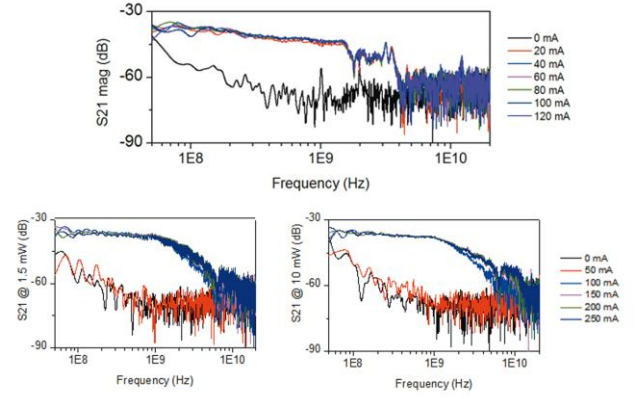 -30
-60
-90
S21 mag (dB)
1E8
1E9
1E10
Frequency (Hz)
0 mA
20 mA
40 mA
60 mA
80 mA
100 mA
120 mA
-30
-60
-90
S21 @ 1.5 mW (dB)
1E8
1E9
1E10
Frequency (Hz)
-30
-60
-90
S21 @ 10 mW (dB)
1E8
1E9
1E10
Frequency (Hz)
0 mA
50 mA
100 mA
150 mA
200 mA
250 mA